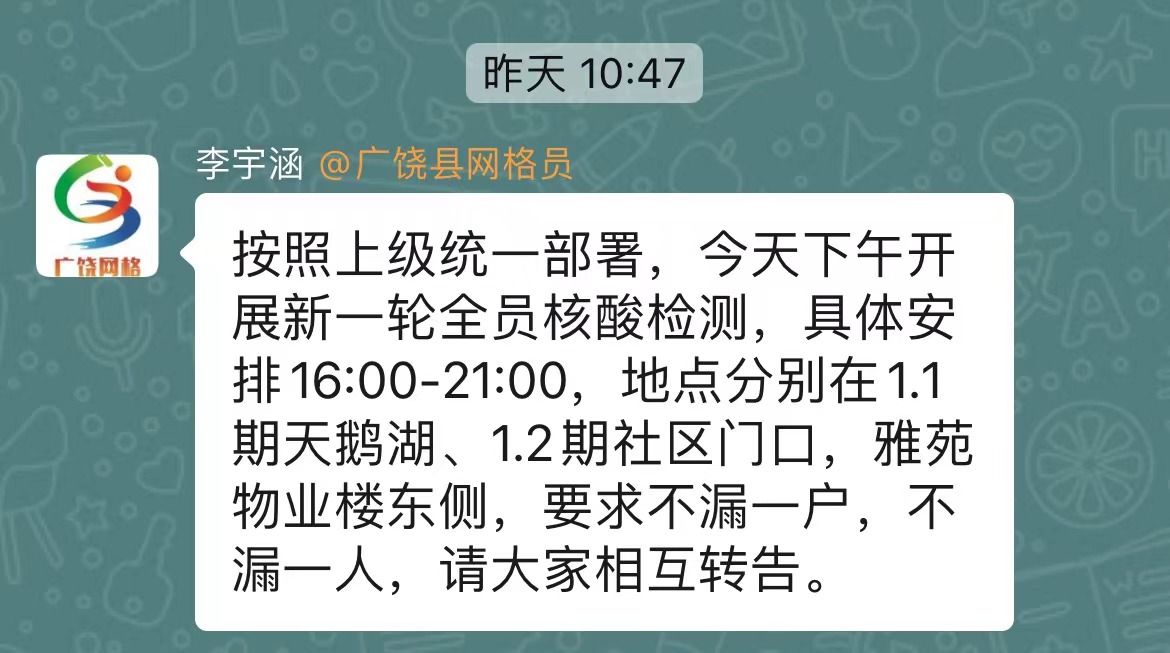 昨天 10:47
李宇涵 @广饶县网格员
广饶网格
按照上级统一部署，今天下午开
展新一轮全员核酸检测，具体安
排16:00-21:00，地点分别在1.1
期天鹅湖、1.2期社区门口，雅苑
物业楼东侧，要求不漏一户，不
漏一人，请大家相互转告。